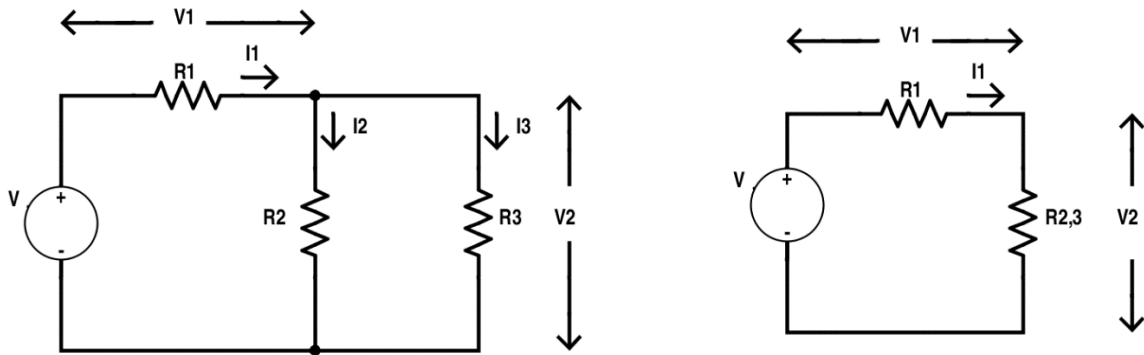 V1
I1
R1
I2
I3
V
+
-
R2
R3
V2
V1
I1
R1
V
+
-
R2,3
V2